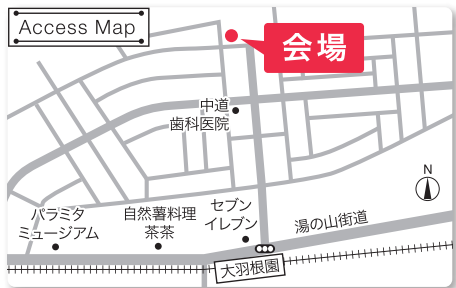 Access Map
会場
中道
歯科医院
N
パラミタ
ミュージアム
自然薯料理
茶茶
セブン
イレブン
湯の山街道
大羽根園